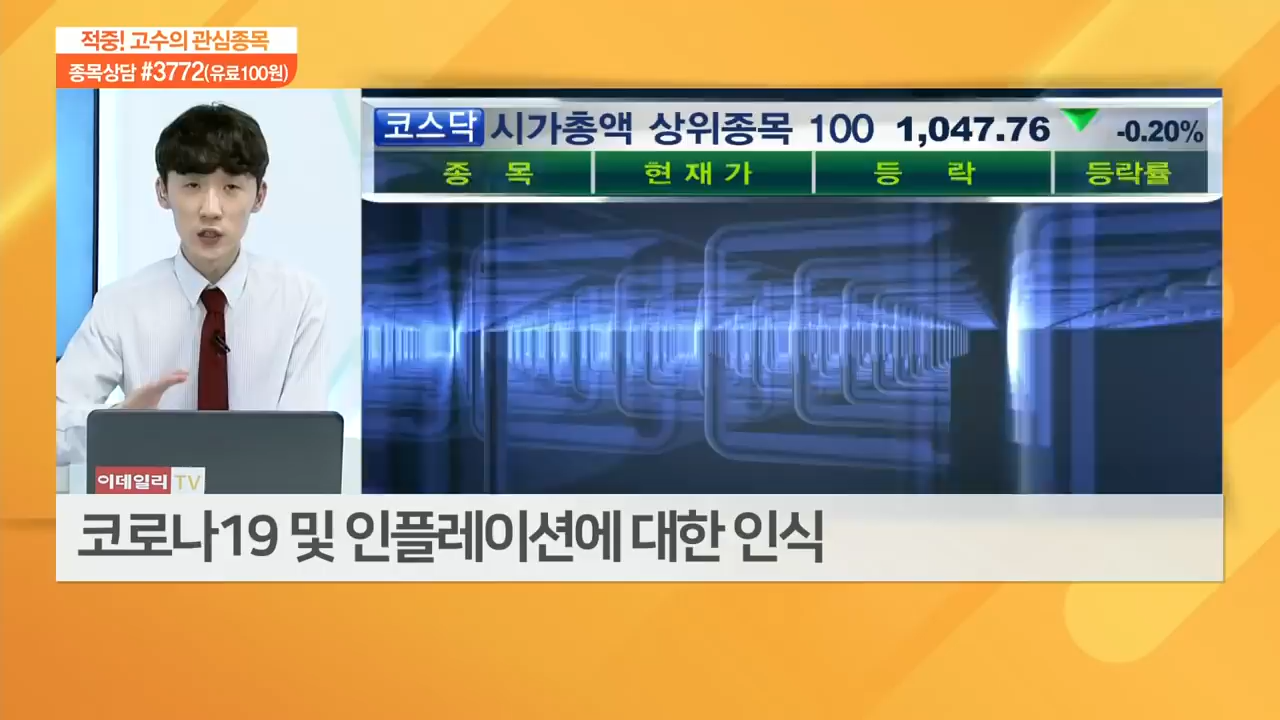 적중! 고수의 관심종목
종목상담 #3772(유료100원)
코스닥 시가총액 상위종목 100 1,047.76 -0.20%
종 목 현 재 가 등 락 등락률
이데일리 TV
코로나19 및 인플레이션에 대한 인식